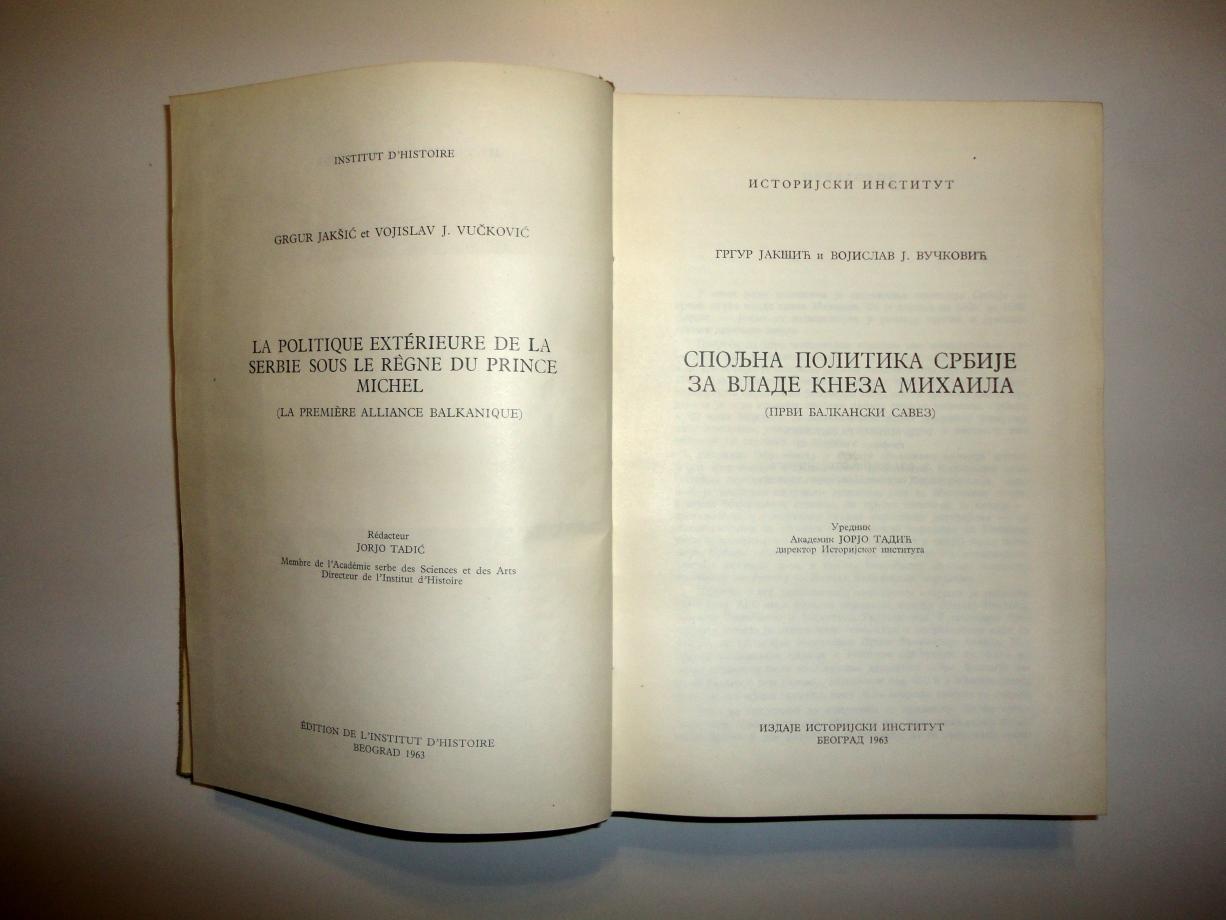 INSTITUT D'HISTOIRE
GRGUR JAKŠIĆ et VOJISLAV J. VUČKOVIĆ
LA POLITIQUE EXTÉRIEURE DE LA
SERBIE SOUS LE RÈGNE DU PRINCE
MICHEL
(LA PREMIÈRE ALLIANCE BALKANIQUE)
Rédacteur
JORJO TADIĆ
Membre de l'Académie serbe des Sciences et des Arts
Directeur de l'Institut d'Histoire
ÉDITION DE L'INSTITUT D'HISTOIRE
BEOGRAD 1963
ИСТОРИЈСКИ ИНСТИТУТ
ГРГУР ЈАКШИЋ и ВОЈИСЛАВ Ј. ВУЧКОВИЋ
СПОЉНА ПОЛИТИКА СРБИЈЕ
ЗА ВЛАДЕ КНЕЗА МИХАИЛА
(ПРВИ БАЛКАНСКИ САВЕЗ)
Уредник
Академик ЈОРЈО ТАДИЋ
директор Историјског института
ИЗДАЈЕ ИСТОРИЈСКИ ИНСТИТУТ
БЕОГРАД 1963